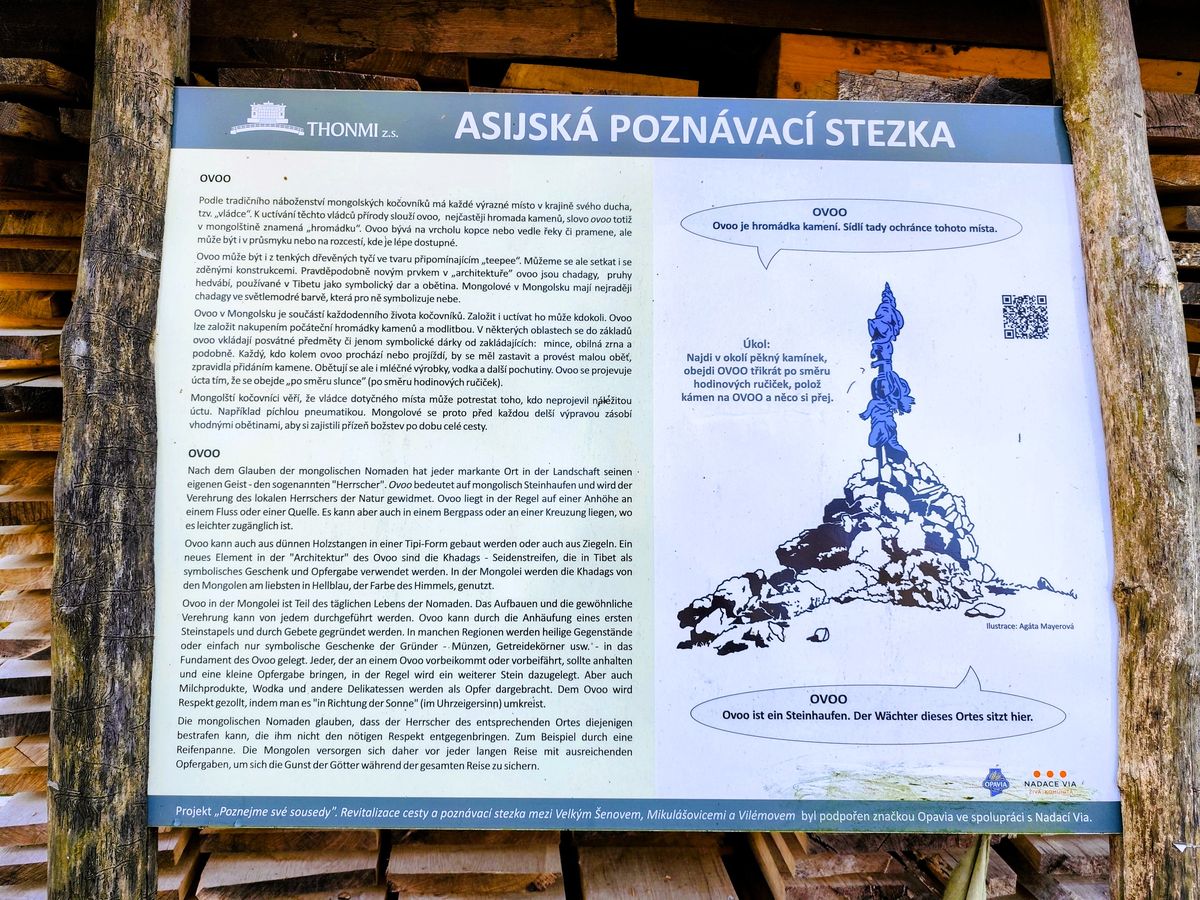 THONMI z.s.
ASIJSKÁ POZNÁVACÍ STEZKA
OVOO
Podle tradičního náboženství mongolských kočovníků má každé výrazné místo v krajině svého ducha,
tzv. „vládce“. K uctívání těchto vládců přírody slouží ovoo, nejčastěji hromada kamenů, slovo ovoo totiž
v mongolštině znamená „hromádku“. Ovoo bývá na vrcholu kopce nebo vedle řeky či pramene, ale
může být i v průsmyku nebo na rozcestí, kde je lépe dostupné.
Ovoo může být i z tenkých dřevěných tyčí ve tvaru připomínajícím „teepee“. Můžeme se ale setkat i se
zděnými konstrukcemi. Pravděpodobně novým prvkem v „architektuře“ ovoo jsou chadagy, pruhy
hedvábí, používané v Tibetu jako symbolický dar a obětina. Mongolové v Mongolsku mají nejraději
chadagy ve světlemodré barvě, která pro ně symbolizuje nebe.
Ovoo v Mongolsku je součástí každodenního života kočovníků. Založit i uctívat ho může kdokoli. Ovoo
lze založit nakupením počáteční hromádky kamenů a modlitbou. V některých oblastech se do základů
ovoo vkládají posvátné předměty či jenom symbolické dárky od zakládajících: mince, obilná zrna a
podobně. Každý, kdo kolem ovoo prochází nebo projíždí, by se měl zastavit a provést malou oběť,
zpravidla přidáním kamene. Obětují se ale i mléčné výrobky, vodka a další pochutiny. Ovoo se projevuje
úcta tím, že se obejde „po směru slunce“ (po směru hodinových ručiček).
Mongolští kočovníci věří, že vládce dotyčného místa může potrestat toho, kdo neprojevil náležitou
úctu. Například píchlou pneumatikou. Mongolové se proto před každou delší výpravou zásobí
vhodnými obětinami, aby si zajistili přízeň božstev po dobu celé cesty.
OVOO
Nach dem Glauben der mongolischen Nomaden hat jeder markante Ort in der Landschaft seinen
eigenen Geist - den sogenannten "Herrscher". Ovoo bedeutet auf mongolisch Steinhaufen und wird der
Verehrung des lokalen Herrschers der Natur gewidmet. Ovoo liegt in der Regel auf einer Anhöhe an
einem Fluss oder einer Quelle. Es kann aber auch in einem Bergpass oder an einer Kreuzung liegen, wo
es leichter zugänglich ist.
Ovoo kann auch aus dünnen Holzstangen in einer Tipi-Form gebaut werden oder auch aus Ziegeln. Ein
neues Element in der "Architektur" des Ovoo sind die Khadags - Seidenstreifen, die in Tibet als
symbolisches Geschenk und Opfergabe verwendet werden. In der Mongolei werden die Khadags von
den Mongolen am liebsten in Hellblau, der Farbe des Himmels, genutzt.
Ovoo in der Mongolei ist Teil des täglichen Lebens der Nomaden. Das Aufbauen und die gewöhnliche
Verehrung kann von jedem durchgeführt werden. Ovoo kann durch die Anhäufung eines ersten
Steinstapels und durch Gebete gegründet werden. In manchen Regionen werden heilige Gegenstände
oder einfach nur symbolische Geschenke der Gründer - Münzen, Getreidekörner usw. - in das
Fundament des Ovoo gelegt. Jeder, der an einem Ovoo vorbeikommt oder vorbeifährt, sollte anhalten
und eine kleine Opfergabe bringen, in der Regel wird ein weiterer Stein dazugelegt. Aber auch
Milchprodukte, Wodka und andere Delikatessen werden als Opfer dargebracht. Dem Ovoo wird
Respekt gezollt, indem man es "in Richtung der Sonne" (im Uhrzeigersinn) umkreist.
Die mongolischen Nomaden glauben, dass der Herrscher des entsprechenden Ortes diejenigen
bestrafen kann, die ihm nicht den nötigen Respekt entgegenbringen. Zum Beispiel durch eine
Reifenpanne. Die Mongolen versorgen sich daher vor jeder langen Reise mit ausreichenden
Opfergaben, um sich die Gunst der Götter während der gesamten Reise zu sichern.
OVOO
Ovoo je hromádka kamení. Sídlí tady ochránce tohoto místa.
Úkol:
Najdi v okolí pěkný kamínek,
obejdi OVOO třikrát po směru
hodinových ručiček, polož
kámen na OVOO a něco si přej.
Ilustrace: Agáta Mayerová
OVOO
Ovoo ist ein Steinhaufen. Der Wächter dieses Ortes sitzt hier.
OPAVIA
NADACE VIA
ŽIVÁ KOMUNITA
Projekt „Poznejme své sousedy“. Revitalizace cesty a poznávací stezka mezi Velkým Šenovem, Mikulášovicemi a Vilémovem byl podpořen značkou Opavia ve spolupráci s Nadací Via.